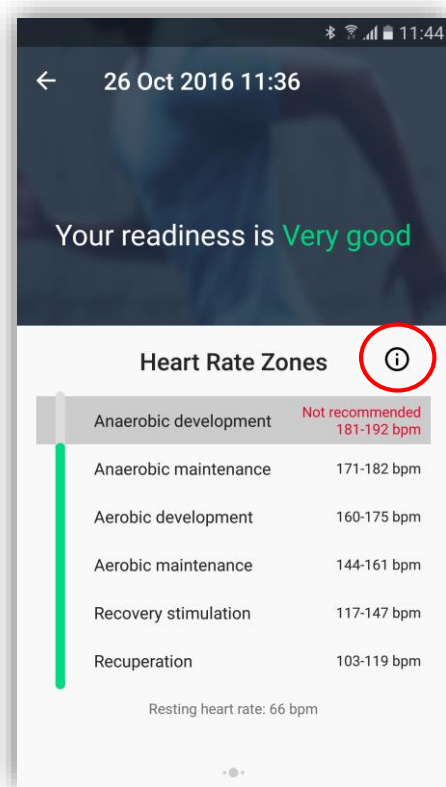 11:44
26 Oct 2016 11:36
Your readiness is Very good
Heart Rate Zones
Anaerobic development Not recommended
181-192 bpm
Anaerobic maintenance 171-182 bpm
Aerobic development 160-175 bpm
Aerobic maintenance 144-161 bpm
Recovery stimulation 117-147 bpm
Recuperation 103-119 bpm
Resting heart rate: 66 bpm